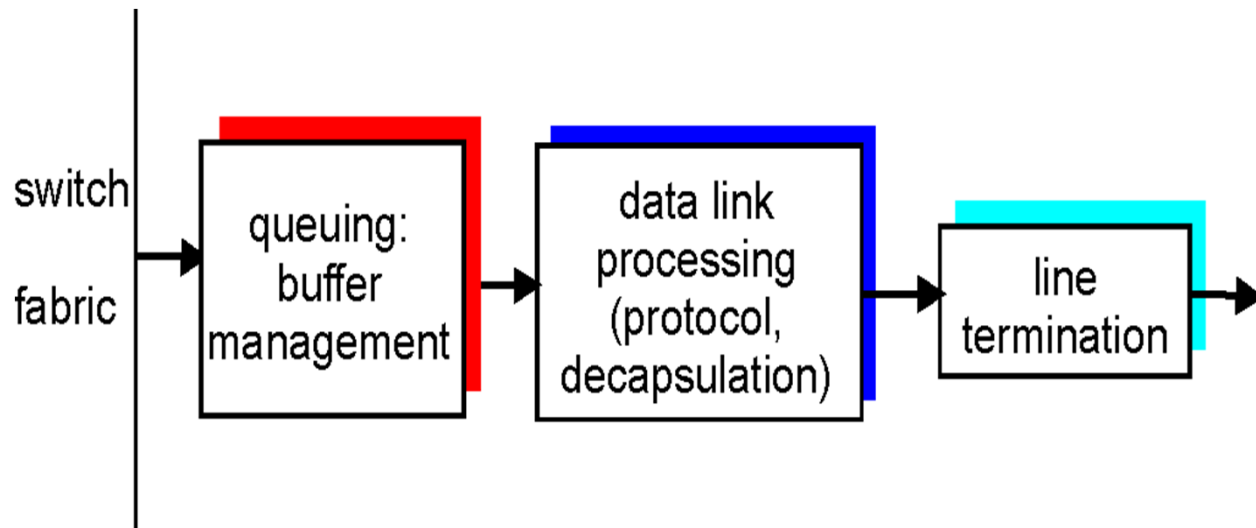 switch
fabric
queuing:
buffer
management
data link
processing
(protocol,
decapsulation)
line
termination